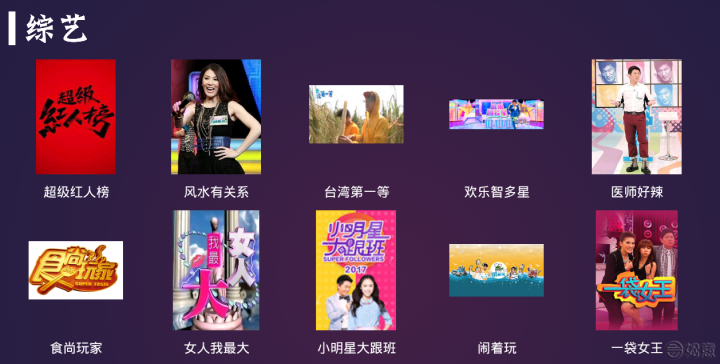 综艺
超级
红人榜
超级红人榜
风水有关系
台湾第一等
欢乐智多星
医师好辣
食尚玩家
SUPER TASTE
我最
女人
大
小明星
大跟班
SUPER FOLLOWERS
2017
一袋女王
食尚玩家
女人我最大
小明星大跟班
闹着玩
一袋女王